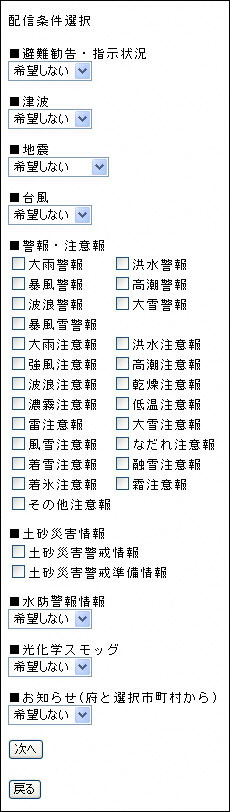 配信条件選択
■避難勧告・指示状況
希望しない
■津波
希望しない
■地震
希望しない
■台風
希望しない
■警報・注意報
大雨警報 洪水警報
暴風警報 高潮警報
波浪警報 大雪警報
暴風雪警報
大雨注意報 洪水注意報
強風注意報 高潮注意報
波浪注意報 乾燥注意報
濃霧注意報 低温注意報
雷注意報 大雪注意報
風雪注意報 なだれ注意報
着雪注意報 融雪注意報
着氷注意報 霜注意報
その他注意報
■土砂災害情報
土砂災害警戒情報
土砂災害警戒準備情報
■水防警報情報
希望しない
■光化学スモッグ
希望しない
■お知らせ(府と選択市町村から)
希望しない
次へ
戻る